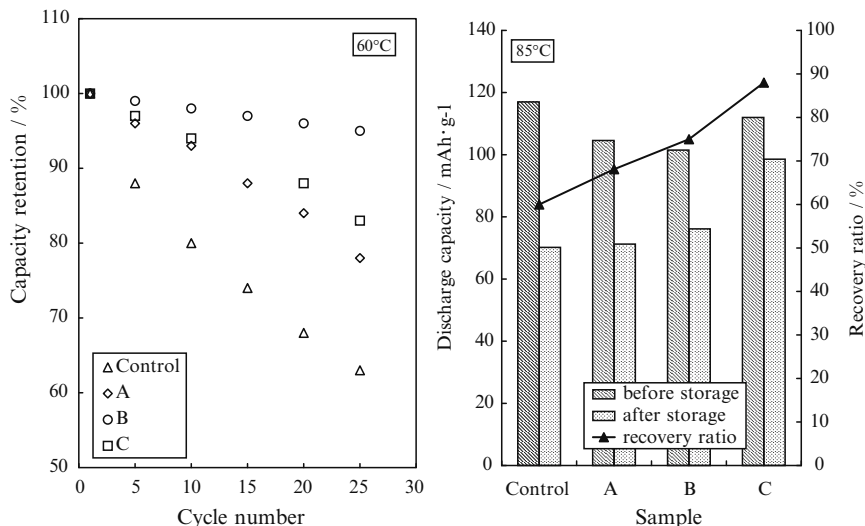 110
100
90
80
70
60
50
Capacity retention / %
60°C
Control
A
B
C
0
5
10
15
20
25
30
Cycle number
140
120
100
80
60
40
20
0
Discharge capacity / mAh·g-1
85°C
before storage
after storage
recovery ratio
Control
A
B
C
Sample
100
90
80
70
60
50
40
30
20
10
0
Recovery ratio / %